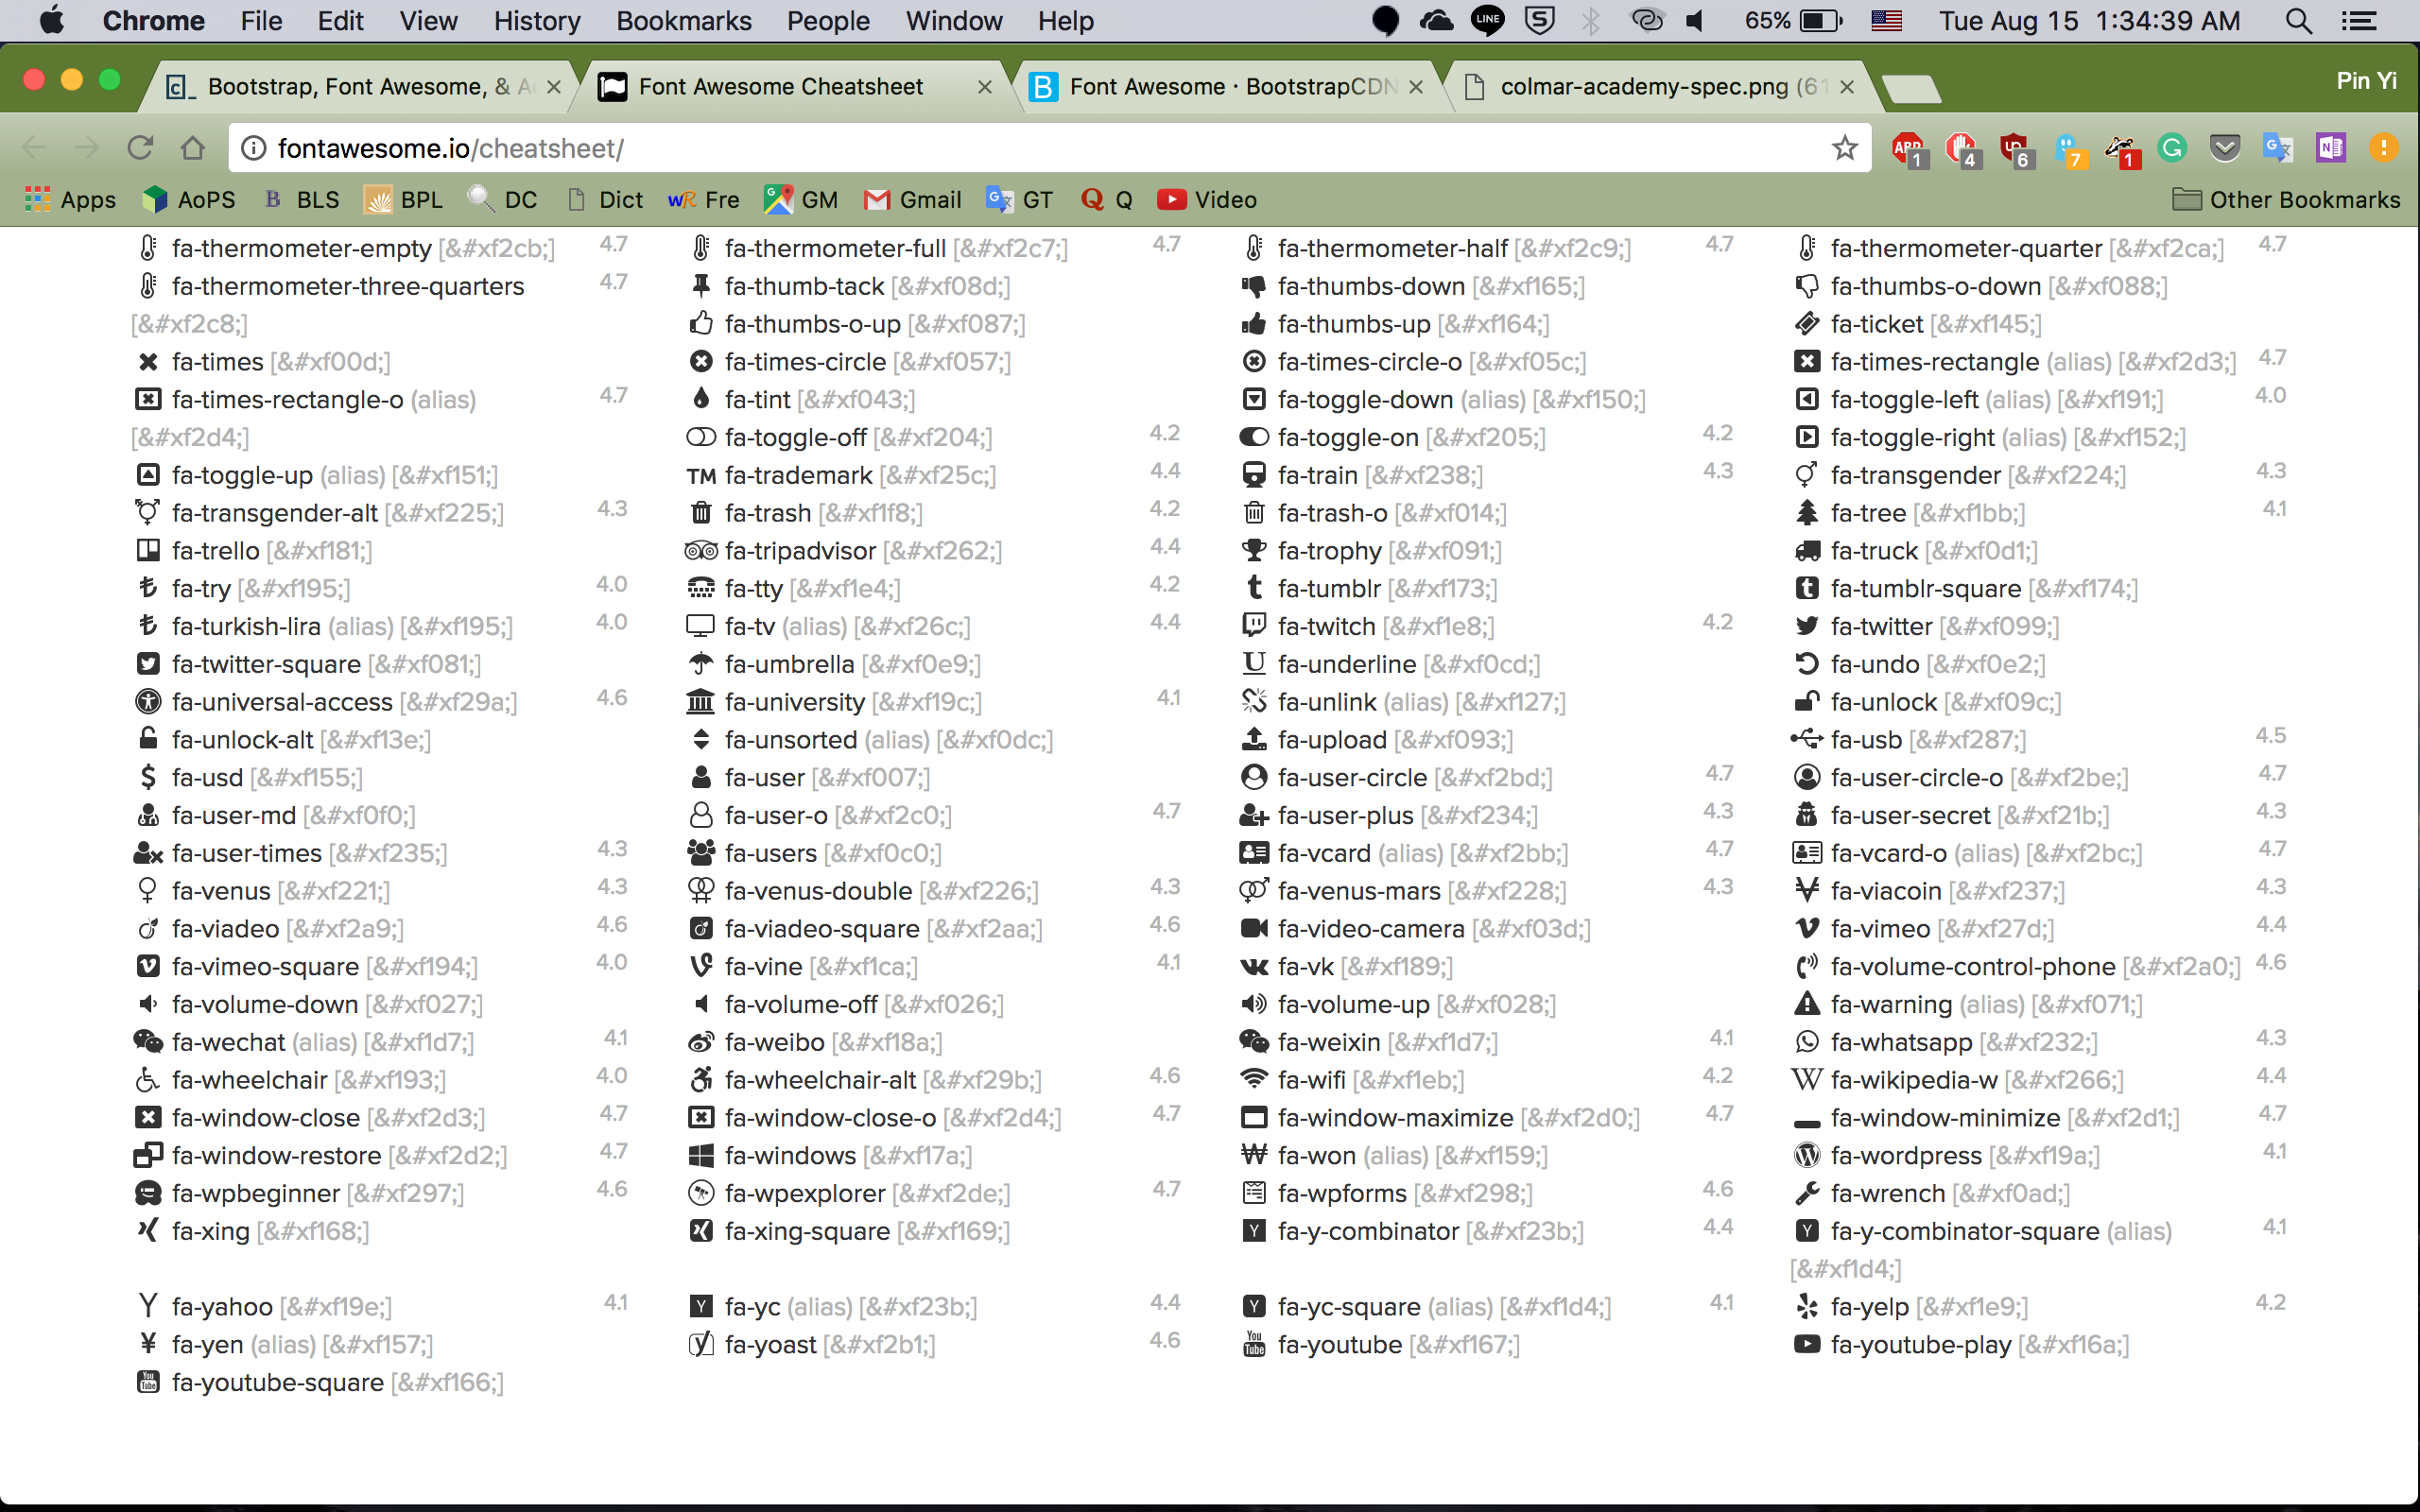 Chrome File Edit View History Bookmarks People Window Help LINE S 65% Tue Aug 15 1:34:39 AM
c_ Bootstrap, Font Awesome, & A Font Awesome Cheatsheet B Font Awesome · BootstrapCDN colmar-academy-spec.png (61 Pin Yi
fontawesome.io/cheatsheet/ ABP 1 4 6 7 1 G N
Apps AoPS B BLS BPL DC Dict wR Fre GM Gmail GT Q Q Video Other Bookmarks
fa-thermometer-empty [&#xf2cb;] 4.7 fa-thermometer-full [&#xf2c7;] 4.7 fa-thermometer-half [&#xf2c9;] 4.7 fa-thermometer-quarter [&#xf2ca;] 4.7
fa-thermometer-three-quarters 4.7 fa-thumb-tack [&#xf08d;] fa-thumbs-down [&#xf165;] fa-thumbs-o-down [&#xf088;]
[&#xf2c8;] fa-thumbs-o-up [&#xf087;] fa-thumbs-up [&#xf164;] fa-ticket [&#xf145;]
fa-times [&#xf00d;] fa-times-circle [&#xf057;] fa-times-circle-o [&#xf05c;] fa-times-rectangle (alias) [&#xf2d3;] 4.7
fa-times-rectangle-o (alias) 4.7 fa-tint [&#xf043;] fa-toggle-down (alias) [&#xf150;] fa-toggle-left (alias) [&#xf191;] 4.0
[&#xf2d4;] fa-toggle-off [&#xf204;] 4.2 fa-toggle-on [&#xf205;] 4.2 fa-toggle-right (alias) [&#xf152;]
fa-toggle-up (alias) [&#xf151;] TM fa-trademark [&#xf25c;] 4.4 fa-train [&#xf238;] 4.3 fa-transgender [&#xf224;] 4.3
fa-transgender-alt [&#xf225;] 4.3 fa-trash [&#xf1f8;] 4.2 fa-trash-o [&#xf014;] fa-tree [&#xf1bb;] 4.1
fa-trello [&#xf181;] fa-tripadvisor [&#xf262;] 4.4 fa-trophy [&#xf091;] fa-truck [&#xf0d1;]
fa-try [&#xf195;] 4.0 fa-tty [&#xf1e4;] 4.2 t fa-tumblr [&#xf173;] t fa-tumblr-square [&#xf174;]
fa-turkish-lira (alias) [&#xf195;] 4.0 fa-tv (alias) [&#xf26c;] 4.4 fa-twitch [&#xf1e8;] 4.2 fa-twitter [&#xf099;]
fa-twitter-square [&#xf081;] fa-umbrella [&#xf0e9;] U fa-underline [&#xf0cd;] fa-undo [&#xf0e2;]
fa-universal-access [&#xf29a;] 4.6 fa-university [&#xf19c;] 4.1 fa-unlink (alias) [&#xf127;] fa-unlock [&#xf09c;]
fa-unlock-alt [&#xf13e;] fa-unsorted (alias) [&#xf0dc;] fa-upload [&#xf093;] fa-usb [&#xf287;] 4.5
$ fa-usd [&#xf155;] fa-user [&#xf007;] fa-user-circle [&#xf2bd;] 4.7 fa-user-circle-o [&#xf2be;] 4.7
fa-user-md [&#xf0f0;] fa-user-o [&#xf2c0;] 4.7 fa-user-plus [&#xf234;] 4.3 fa-user-secret [&#xf21b;] 4.3
fa-user-times [&#xf235;] 4.3 fa-users [&#xf0c0;] fa-vcard (alias) [&#xf2bb;] 4.7 fa-vcard-o (alias) [&#xf2bc;] 4.7
fa-venus [&#xf221;] 4.3 fa-venus-double [&#xf226;] 4.3 fa-venus-mars [&#xf228;] 4.3 fa-viacoin [&#xf237;] 4.3
fa-viadeo [&#xf2a9;] 4.6 fa-viadeo-square [&#xf2aa;] 4.6 fa-video-camera [&#xf03d;] fa-vimeo [&#xf27d;] 4.4
fa-vimeo-square [&#xf194;] 4.0 fa-vine [&#xf1ca;] 4.1 fa-vk [&#xf189;] fa-volume-control-phone [&#xf2a0;] 4.6
fa-volume-down [&#xf027;] fa-volume-off [&#xf026;] fa-volume-up [&#xf028;] fa-warning (alias) [&#xf071;]
fa-wechat (alias) [&#xf1d7;] 4.1 fa-weibo [&#xf18a;] fa-weixin [&#xf1d7;] 4.1 fa-whatsapp [&#xf232;] 4.3
fa-wheelchair [&#xf193;] 4.0 fa-wheelchair-alt [&#xf29b;] 4.6 fa-wifi [&#xf1eb;] 4.2 W fa-wikipedia-w [&#xf266;] 4.4
fa-window-close [&#xf2d3;] 4.7 fa-window-close-o [&#xf2d4;] 4.7 fa-window-maximize [&#xf2d0;] 4.7 fa-window-minimize [&#xf2d1;] 4.7
fa-window-restore [&#xf2d2;] 4.7 fa-windows [&#xf17a;] ₩ fa-won (alias) [&#xf159;] fa-wordpress [&#xf19a;] 4.1
fa-wpbeginner [&#xf297;] 4.6 fa-wpexplorer [&#xf2de;] 4.7 fa-wpforms [&#xf298;] 4.6 fa-wrench [&#xf0ad;]
fa-xing [&#xf168;] fa-xing-square [&#xf169;] Y fa-y-combinator [&#xf23b;] 4.4 Y fa-y-combinator-square (alias) 4.1
[&#xf1d4;]
Y fa-yahoo [&#xf19e;] 4.1 Y fa-yc (alias) [&#xf23b;] 4.4 Y fa-yc-square (alias) [&#xf1d4;] 4.1 fa-yelp [&#xf1e9;] 4.2
¥ fa-yen (alias) [&#xf157;] fa-yoast [&#xf2b1;] 4.6 You Tube fa-youtube [&#xf167;] fa-youtube-play [&#xf16a;]
You Tube fa-youtube-square [&#xf166;]